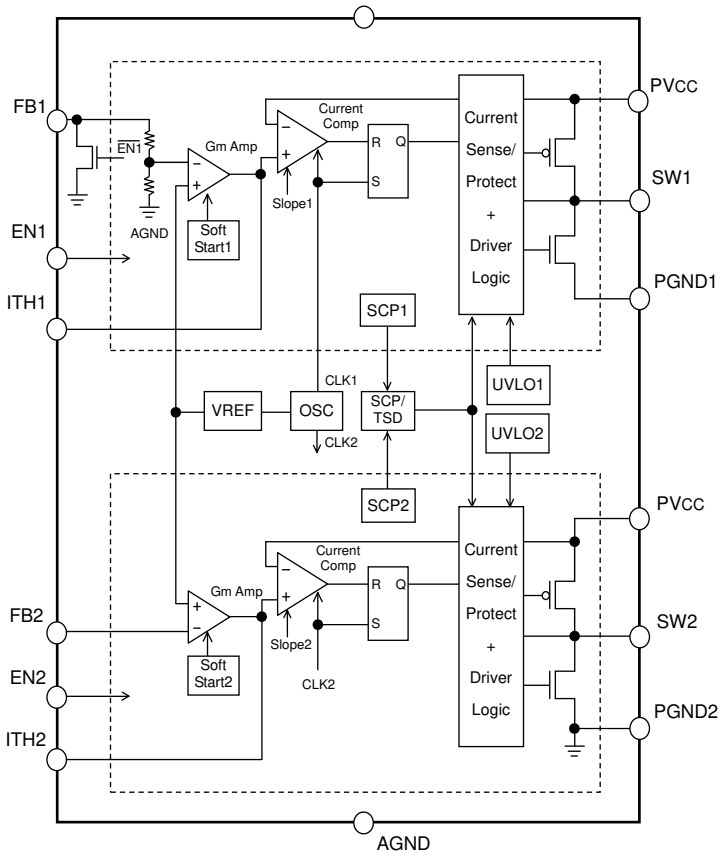 FB1
EN1
ITH1
EN1
AGND
Gm Amp
Soft
Start1
Current
Comp
Slope1
R Q
S
Current
Sense/
Protect
+
Driver
Logic
PVCC
SW1
PGND1
SCP1
UVLO1
VREF
OSC
CLK1
CLK2
SCP/
TSD
UVLO2
SCP2
FB2
EN2
ITH2
Gm Amp
Soft
Start2
Current
Comp
Slope2
CLK2
R Q
S
Current
Sense/
Protect
+
Driver
Logic
PVCC
SW2
PGND2
AGND